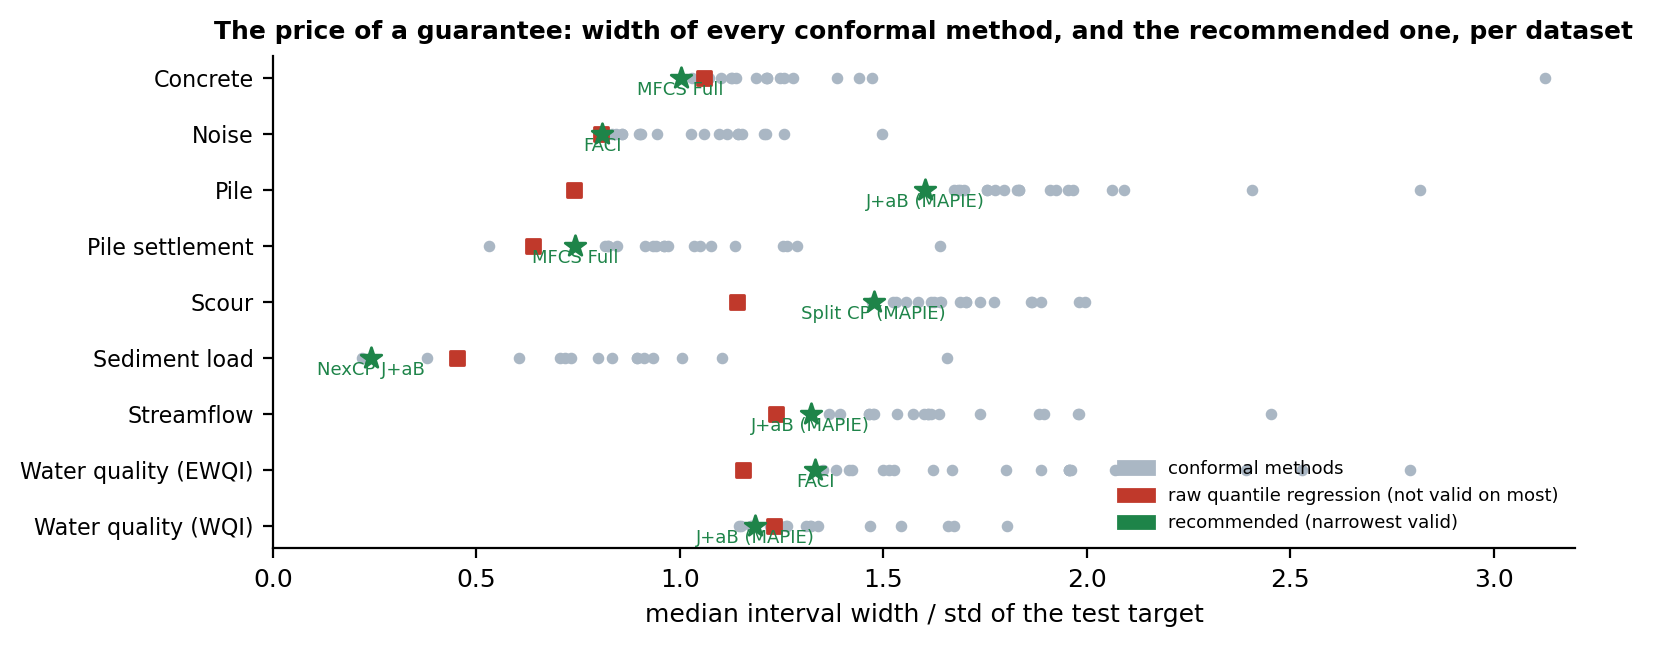 The price of a guarantee: width of every conformal method, and the recommended one, per dataset
Concrete
MFCS Full
Noise
FACI
Pile
J+aB (MAPIE)
Pile settlement
MFCS Full
Scour
Split CP (MAPIE)
Sediment load
NexCP J+aB
Streamflow
J+aB (MAPIE)
Water quality (EWQI)
FACI
Water quality (WQI)
J+aB (MAPIE)
conformal methods
raw quantile regression (not valid on most)
recommended (narrowest valid)
0.0 0.5 1.0 1.5 2.0 2.5 3.0
median interval width / std of the test target